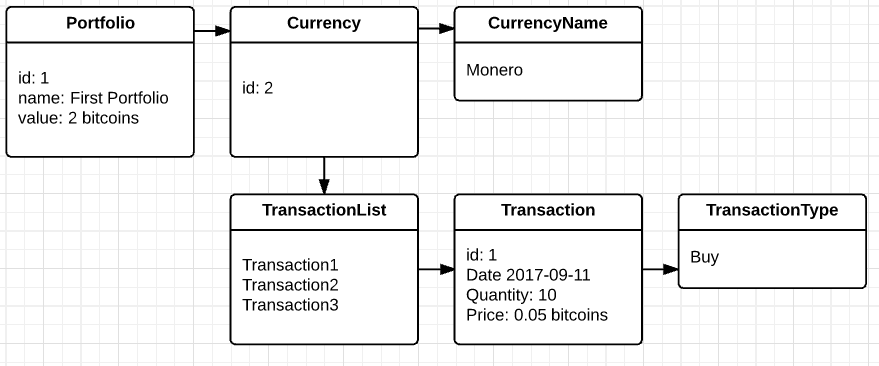 Portfolio
id: 1
name: First Portfolio
value: 2 bitcoins
Currency
id: 2
CurrencyName
Monero
TransactionList
Transaction1
Transaction2
Transaction3
Transaction
id: 1
Date 2017-09-11
Quantity: 10
Price: 0.05 bitcoins
TransactionType
Buy